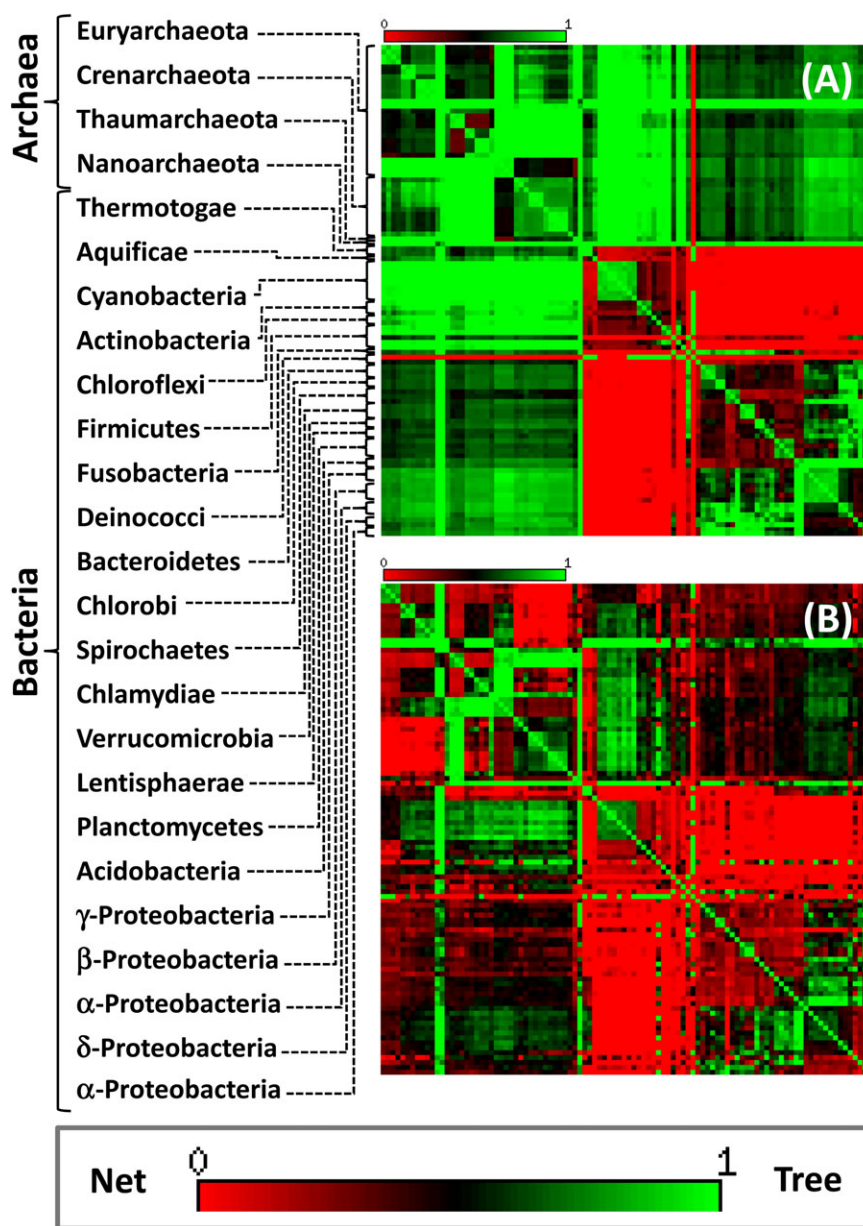 Archaea
Euryarchaeota
Crenarchaeota
Thaumarchaeota
Nanoarchaeota
Bacteria
Thermotogae
Aquificae
Cyanobacteria
Actinobacteria
Chloroflexi
Firmicutes
Fusobacteria
Deinococci
Bacteroidetes
Chlorobi
Spirochaetes
Chlamydiae
Verrucomicrobia
Lentisphaerae
Planctomycetes
Acidobacteria
γ-Proteobacteria
β-Proteobacteria
α-Proteobacteria
δ-Proteobacteria
α-Proteobacteria
0 1
(A)
0 1
(B)
Net 0 1 Tree